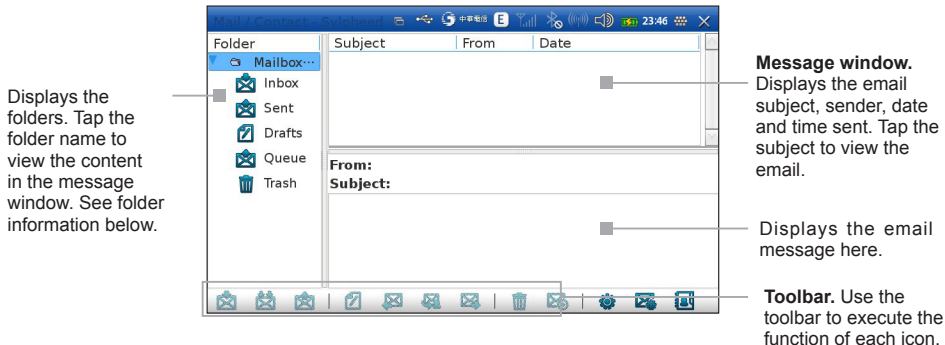 Mail / Contact - Sylpheed
中華電信 E 23:46
Folder Subject From Date
Mailbox...
Inbox
Sent
Drafts
Queue
Trash
From:
Subject:
Displays the
folders. Tap the
folder name to
view the content
in the message
window. See folder
information below.
Message window.
Displays the email
subject, sender, date
and time sent. Tap the
subject to view the
email.
Displays the email
message here.
Toolbar. Use the
toolbar to execute the
function of each icon.